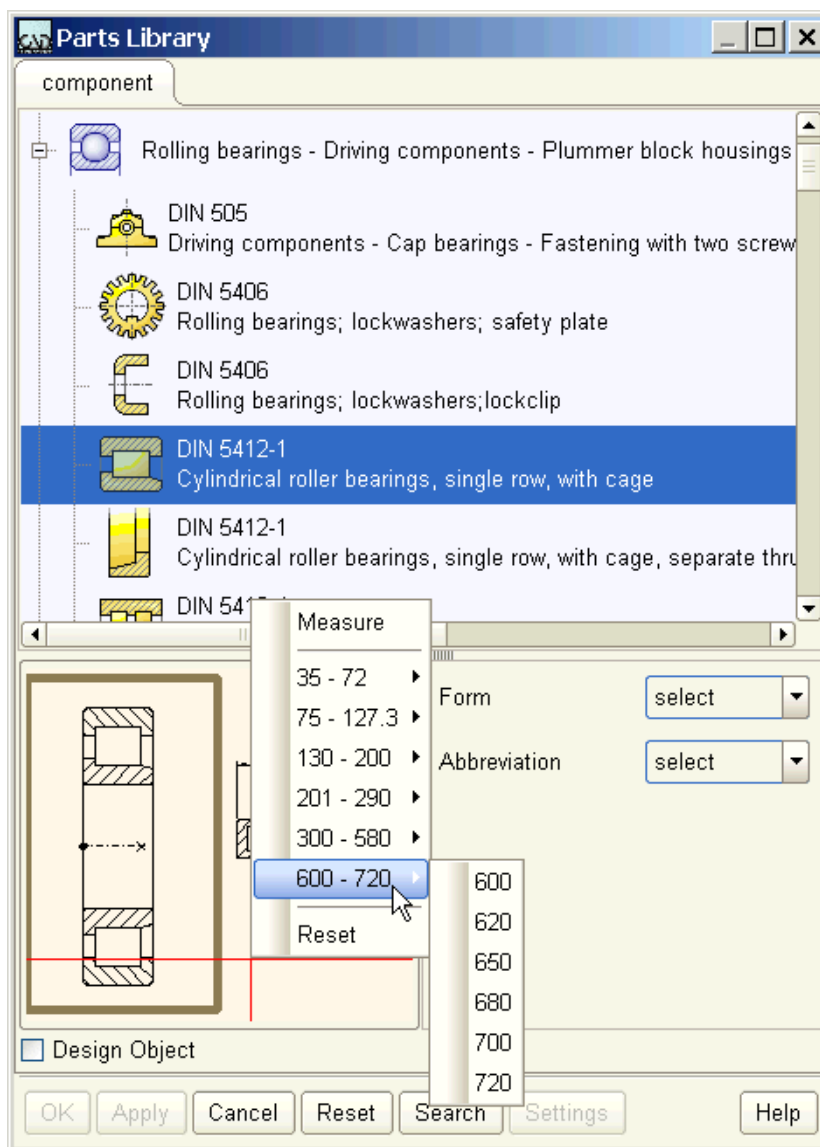 CAD Parts Library
component
Rolling bearings - Driving components - Plummer block housings
DIN 505
Driving components - Cap bearings - Fastening with two screw
DIN 5406
Rolling bearings; lockwashers; safety plate
DIN 5406
Rolling bearings; lockwashers;lockclip
DIN 5412-1
Cylindrical roller bearings, single row, with cage
DIN 5412-1
Cylindrical roller bearings, single row, with cage, separate thru
DIN
Measure
35 - 72
75 - 127.3
130 - 200
201 - 290
300 - 580
600 - 720
Reset
600
620
650
680
700
720
Form select
Abbreviation select
Design Object
OK Apply Cancel Reset Search Settings Help